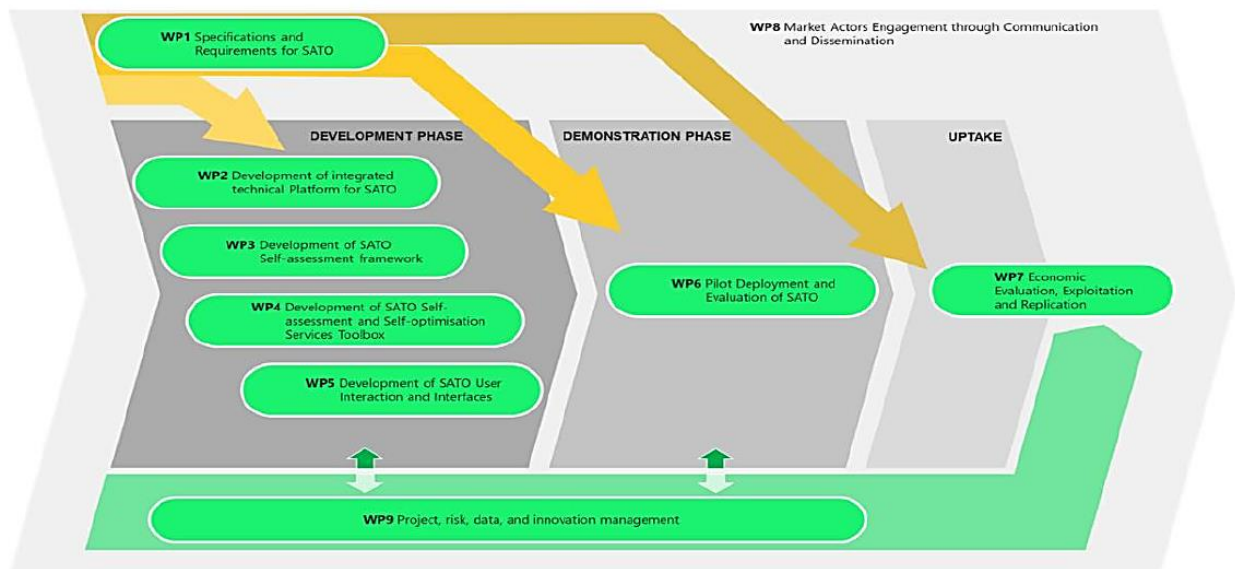 WP1 Specifications and
Requirements for SATO
WP8 Market Actors Engagement through Communication
and Dissemination
DEVELOPMENT PHASE
DEMONSTRATION PHASE
UPTAKE
WP2 Development of integrated
technical Platform for SATO
WP3 Development of SATO
Self-assessment framework
WP4 Development of SATO Self-
assessment and Self-optimisation
Services Toolbox
WP5 Development of SATO User
Interaction and Interfaces
WP6 Pilot Deployment and
Evaluation of SATO
WP7 Economic
Evaluation, Exploitation
and Replication
WP9 Project, risk, data, and innovation management